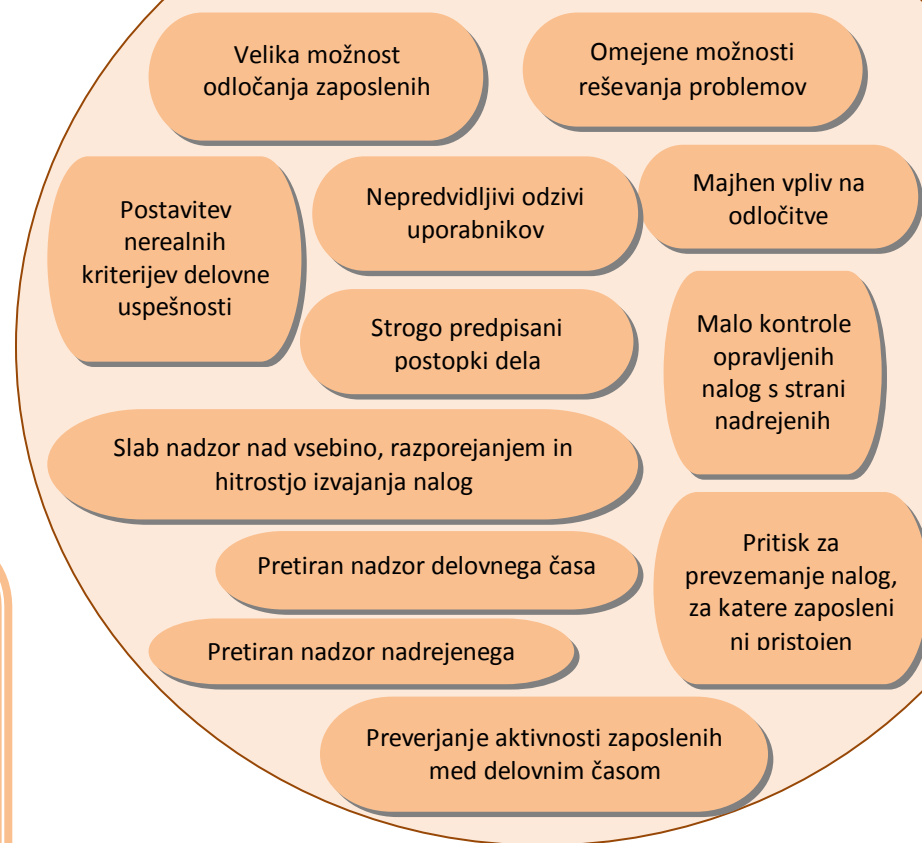 Velika možnost
odločanja zaposlenih
Omejene možnosti
reševanja problemov
Postavitev
nerealnih
kriterijev delovne
uspešnosti
Nepredvidljivi odzivi
uporabnikov
Majhen vpliv na
odločitve
Strogo predpisani
postopki dela
Malo kontrole
opravljenih
nalog s strani
nadrejenih
Slab nadzor nad vsebino, razporejanjem in
hitrostjo izvajanja nalog
Pretiran nadzor delovnega časa
Pritisk za
prevzemanje nalog,
za katere zaposleni
ni pristojen
Pretiran nadzor nadrejenega
Preverjanje aktivnosti zaposlenih
med delovnim časom